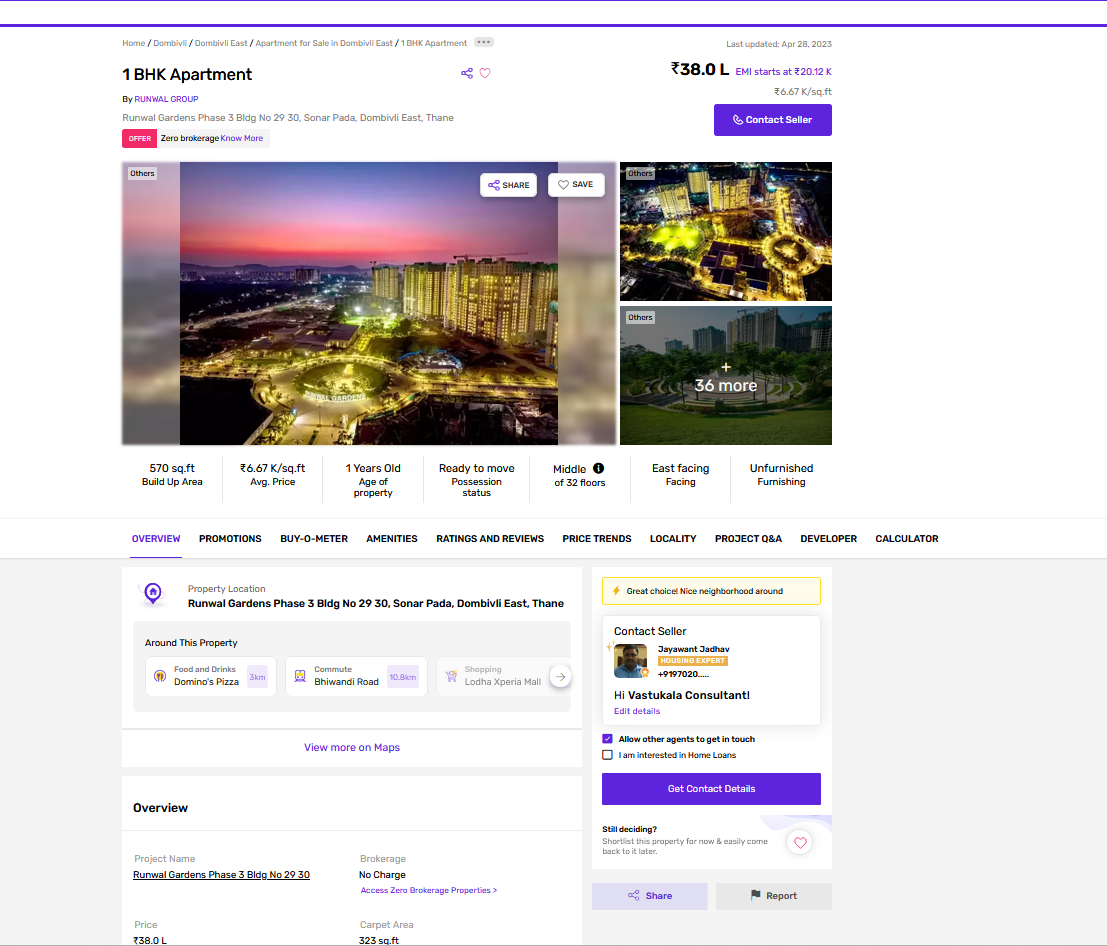 Home / Dombivli / Dombivli East / Apartment for Sale in Dombivli East / 1 BHK Apartment
Last updated: Apr 28, 2023
1 BHK Apartment
₹38.0 L EMI starts at ₹20.12 K
₹6.67 K/sq.ft
By RUNWAL GROUP
Runwal Gardens Phase 3 Bldg No 29 30, Sonar Pada, Dombivli East, Thane
Contact Seller
OFFER Zero brokerage Know More
Others
SHARE
SAVE
Others
RUNWAL GARDENS
Others
+
36 more
570 sq.ft
Build Up Area
₹6.67 K/sq.ft
Avg. Price
1 Years Old
Age of
property
Ready to move
Possession
status
Middle
of 32 floors
East facing
Facing
Unfurnished
Furnishing
OVERVIEW PROMOTIONS BUY-O-METER AMENITIES RATINGS AND REVIEWS PRICE TRENDS LOCALITY PROJECT Q&A DEVELOPER CALCULATOR
Property Location
Runwal Gardens Phase 3 Bldg No 29 30, Sonar Pada, Dombivli East, Thane
Around This Property
Food and Drinks
Domino's Pizza
3km
Commute
Bhiwandi Road
10.8km
Shopping
Lodha Xperia Mall
View more on Maps
Overview
Project Name
Runwal Gardens Phase 3 Bldg No 29 30
Brokerage
No Charge
Access Zero Brokerage Properties >
Price
₹38.0 L
Carpet Area
323 sq.ft
Great choice! Nice neighborhood around
Contact Seller
Jayawant Jadhav
HOUSING EXPERT
+9197020.....
Hi Vastukala Consultant!
Edit details
Allow other agents to get in touch
I am interested in Home Loans
Get Contact Details
Still deciding?
Shortlist this property for now & easily come
back to it later.
Share
Report